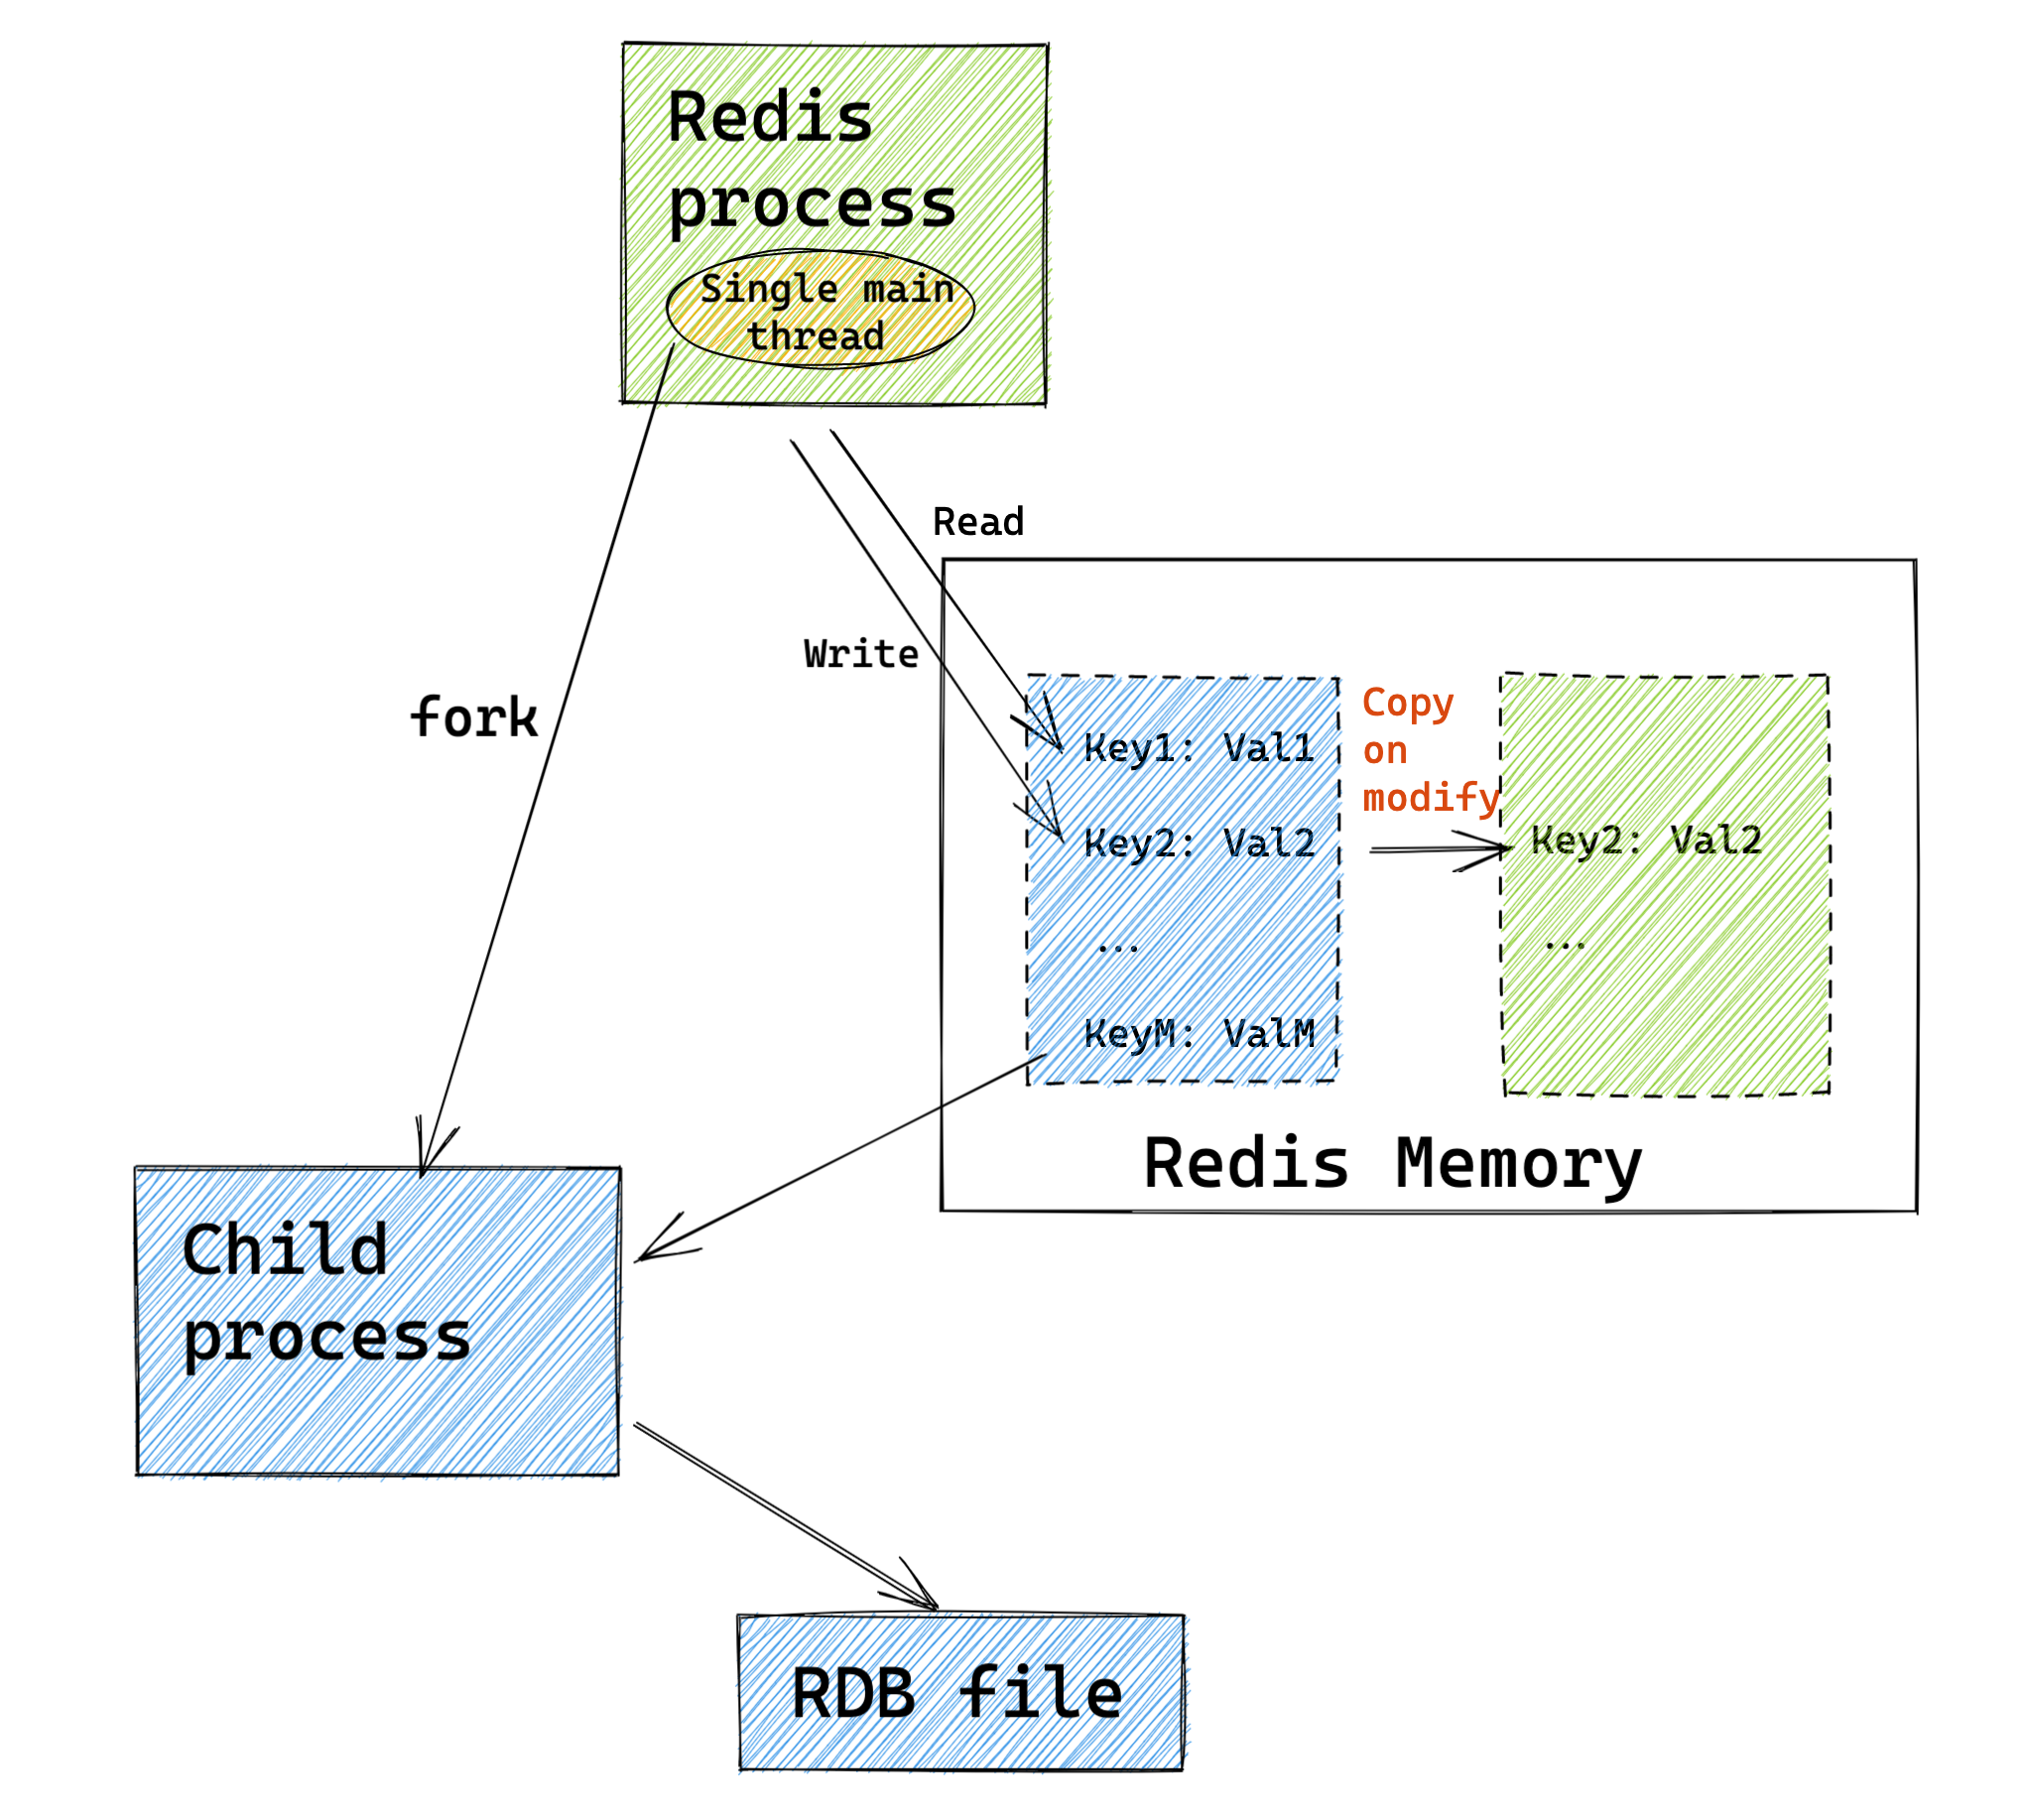 Redis
process
Single main
thread
Read
Write
fork
Copy
on
modify
Key1: Val1
Key2: Val2
...
KeyM: ValM
Key2: Val2
...
Redis Memory
Child
process
RDB file